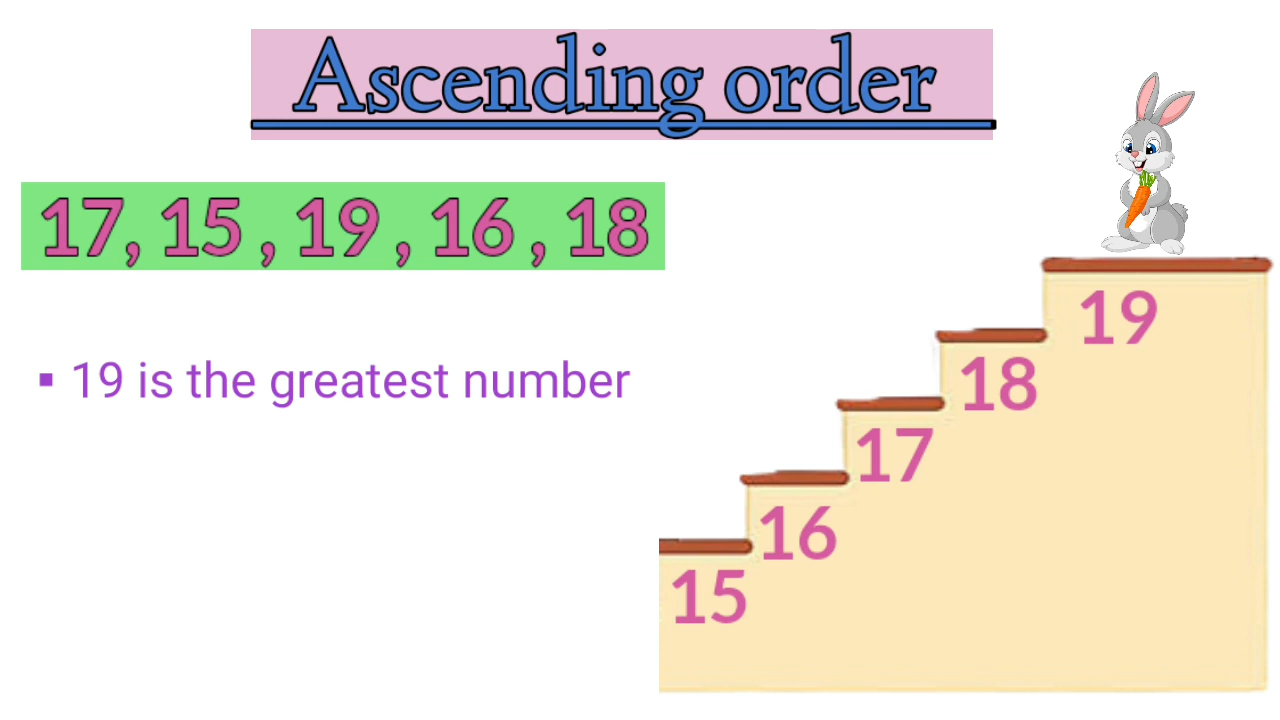 Ascending order
17, 15 , 19 , 16 , 18
▪ 19 is the greatest number
19
18
17
16
15